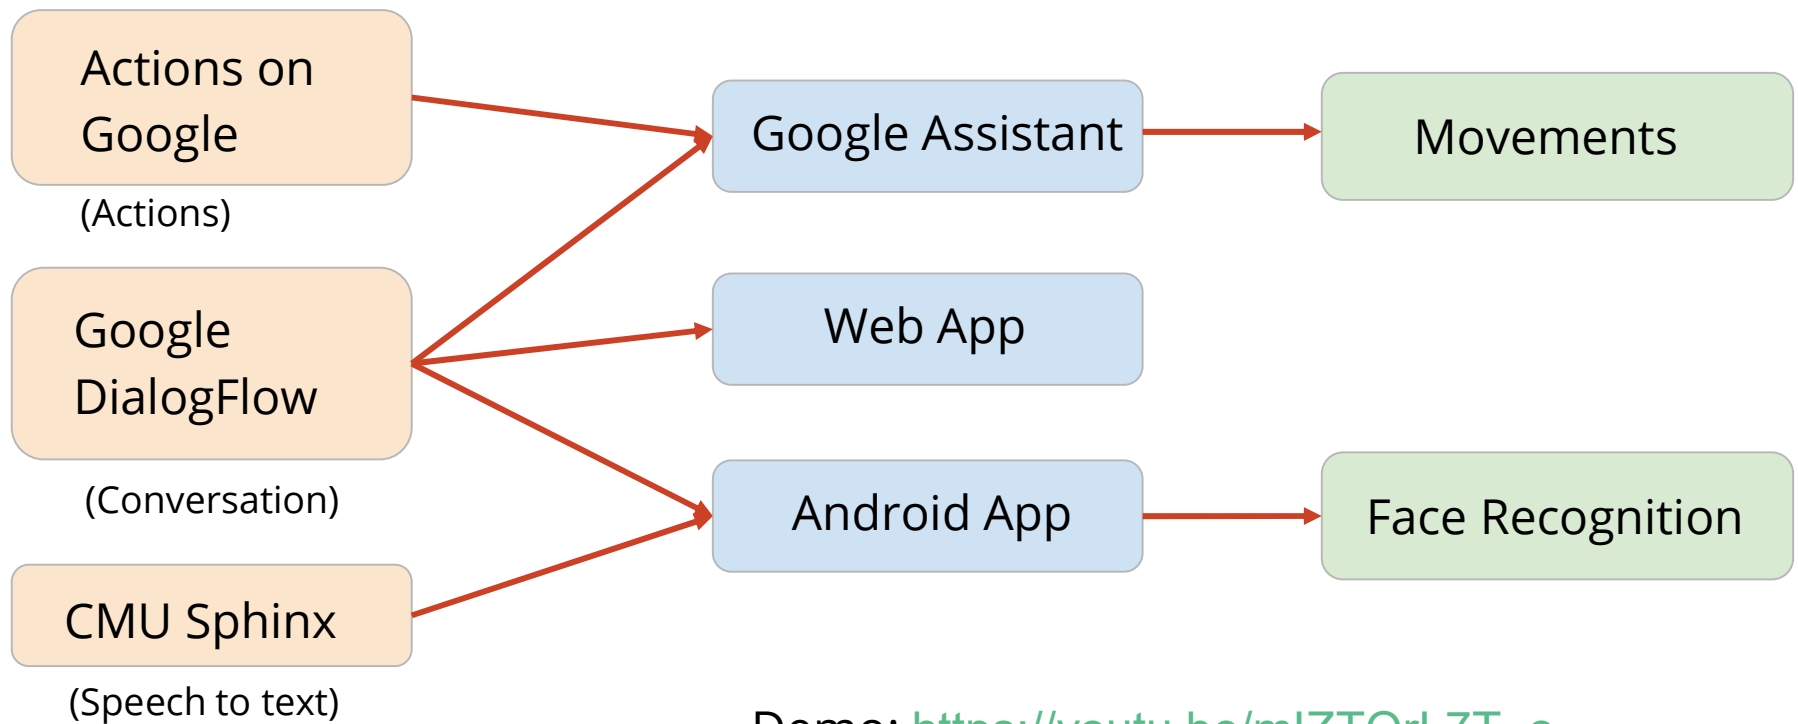 Actions on
Google
(Actions)
Google Assistant
Movements
Google
DialogFlow
(Conversation)
Web App
Android App
Face Recognition
CMU Sphinx
(Speech to text)
Demo: